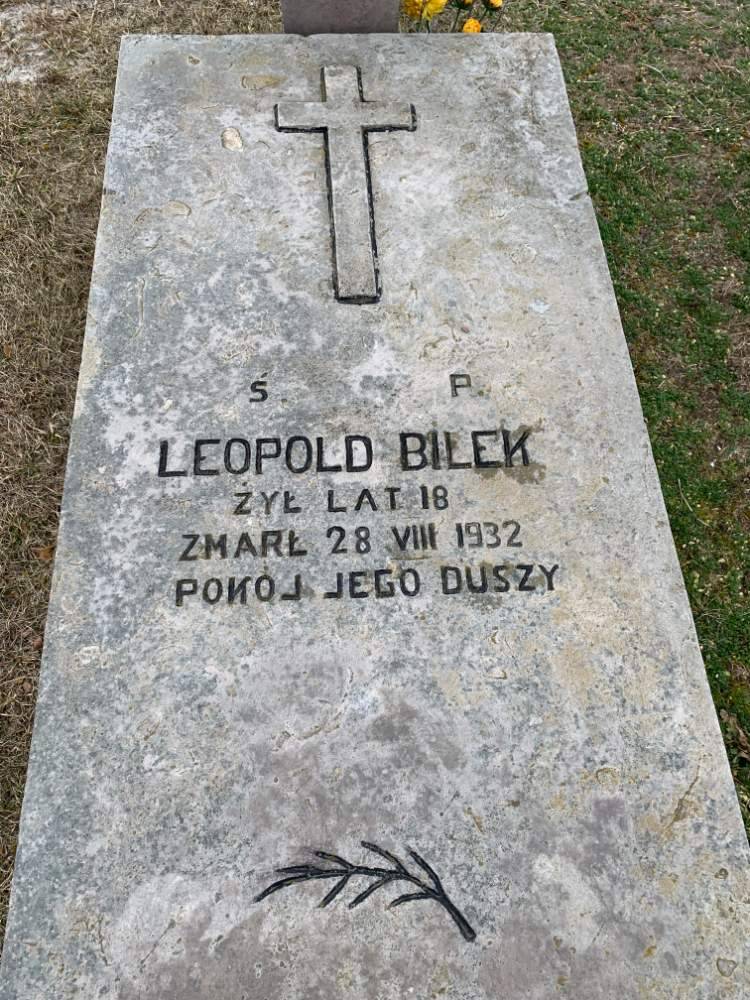 Ś. P.
LEOPOLD BILEK
ŻYŁ LAT 18
ZMARŁ 28 VIII 1932
POKÓJ JEGO DUSZY